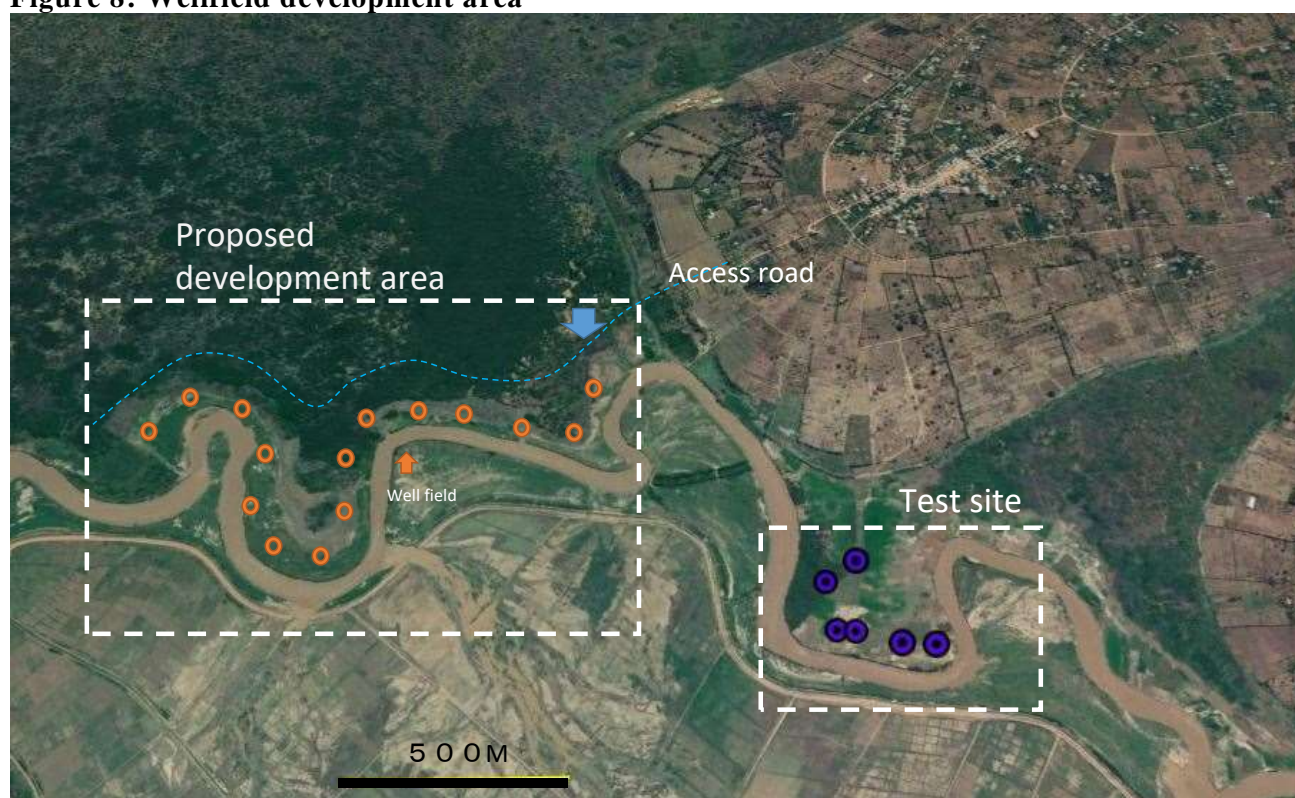 Figure 8: Wellfield development area
Proposed
development area
Access road
Well field
Test site
500M